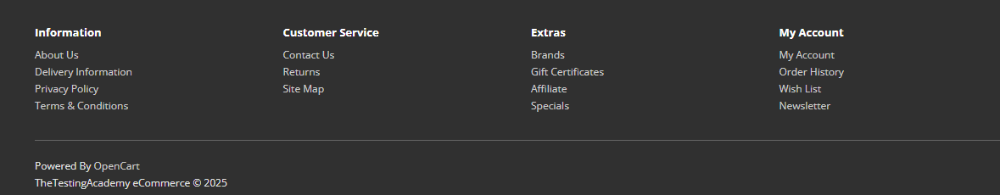 Information
About Us
Delivery Information
Privacy Policy
Terms & Conditions
Customer Service
Contact Us
Returns
Site Map
Extras
Brands
Gift Certificates
Affiliate
Specials
My Account
My Account
Order History
Wish List
Newsletter
Powered By OpenCart
TheTestingAcademy eCommerce © 2025